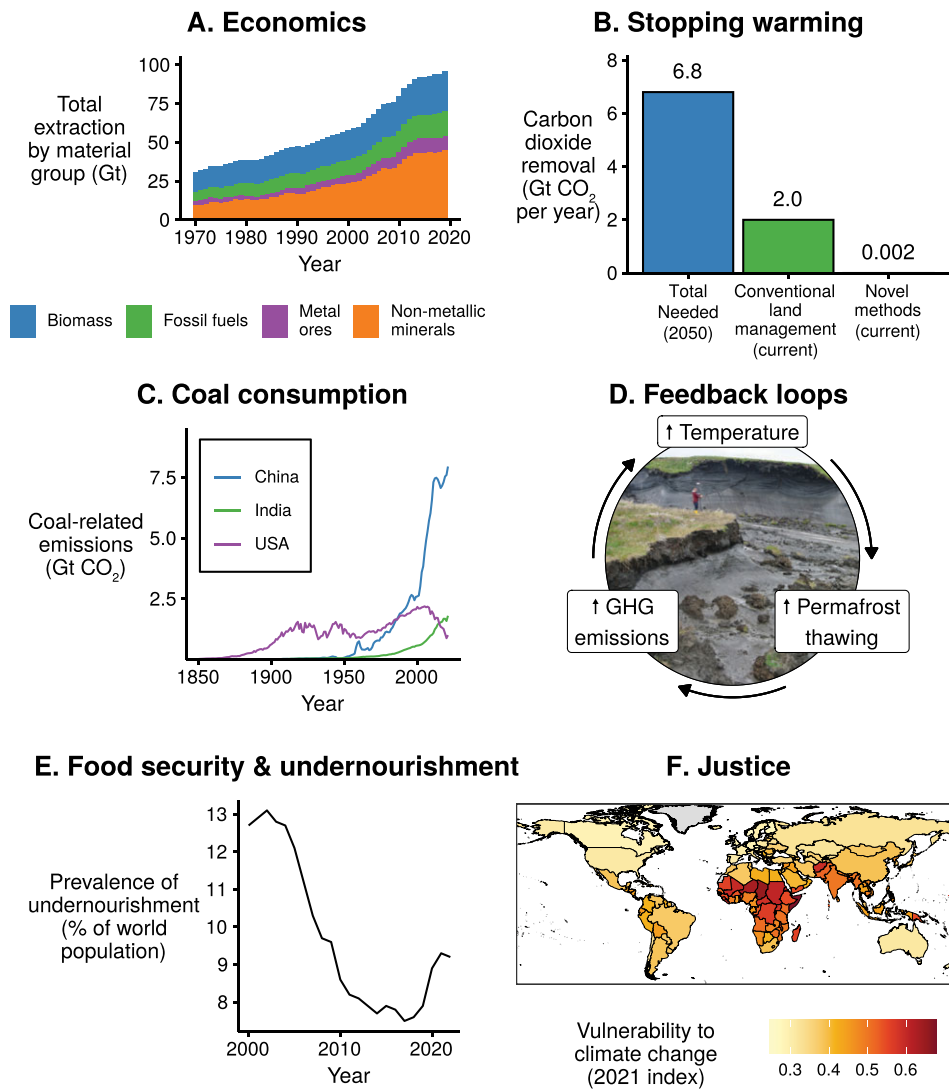 A. Economics
Total
extraction
by material
group (Gt)
100
75
50
25
0
1970 1980 1990 2000 2010 2020
Year
Biomass
Fossil fuels
Metal
ores
Non-metallic
minerals
B. Stopping warming
Carbon
dioxide
removal
(Gt CO₂
per year)
8
6
4
2
0
6.8
2.0
0.002
Total
Needed
(2050)
Conventional
land
management
(current)
Novel
methods
(current)
C. Coal consumption
Coal-related
emissions
(Gt CO₂)
7.5
5.0
2.5
China
India
USA
1850 1900 1950 2000
Year
D. Feedback loops
↑ Temperature
↑ GHG
emissions
↑ Permafrost
thawing
E. Food security & undernourishment
Prevalence of
undernourishment
(% of world
population)
13
12
11
10
9
8
2000 2010 2020
Year
F. Justice
Vulnerability to
climate change
(2021 index)
0.3 0.4 0.5 0.6